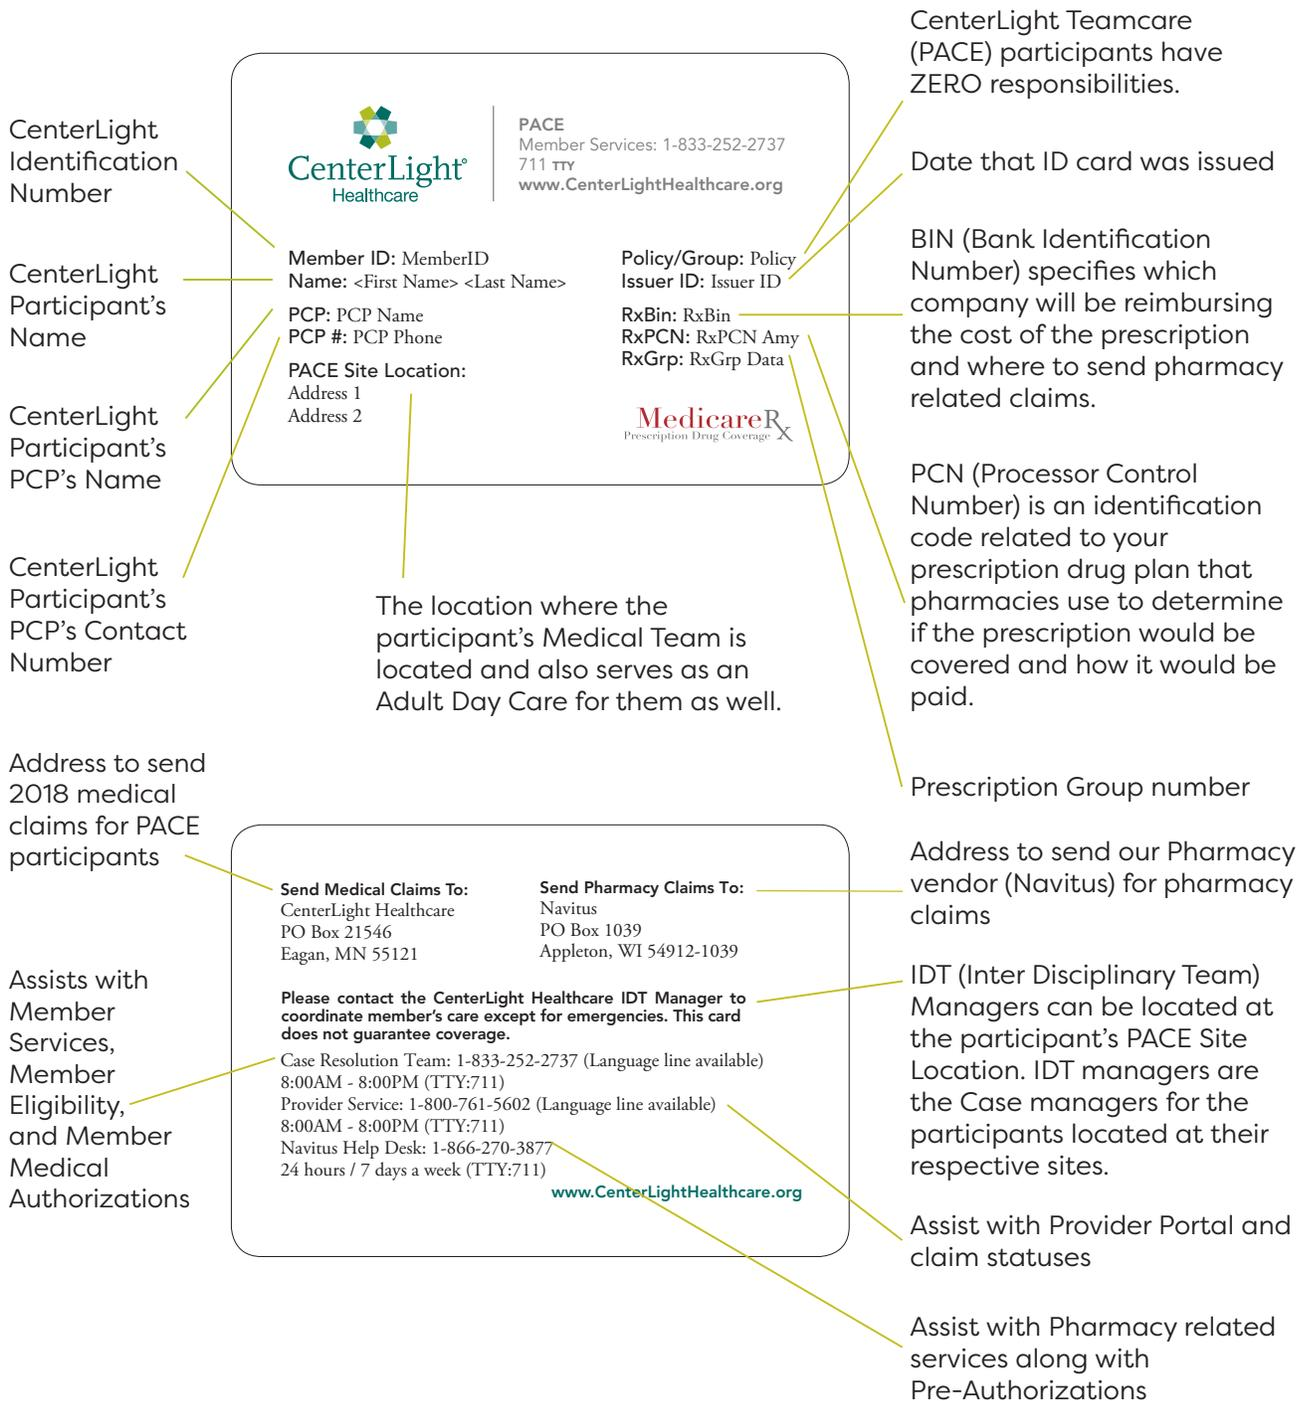 CenterLight Teamcare
(PACE) participants have
ZERO responsibilities.
CenterLight
Identification
Number
CenterLight®
Healthcare
PACE
Member Services: 1-833-252-2737
711 TTY
www.CenterLightHealthcare.org
Date that ID card was issued
Member ID: MemberID
Name: <First Name> <Last Name>
PCP: PCP Name
PCP #: PCP Phone
PACE Site Location:
Address 1
Address 2
Policy/Group: Policy
Issuer ID: Issuer ID
RxBin: RxBin
RxPCN: RxPCN Amy
RxGrp: RxGrp Data
MedicareRx
Prescription Drug Coverage
CenterLight
Participant's
Name
CenterLight
Participant's
PCP's Name
CenterLight
Participant's
PCP's Contact
Number
BIN (Bank Identification
Number) specifies which
company will be reimbursing
the cost of the prescription
and where to send pharmacy
related claims.
PCN (Processor Control
Number) is an identification
code related to your
prescription drug plan that
pharmacies use to determine
if the prescription would be
covered and how it would be
paid.
The location where the
participant's Medical Team is
located and also serves as an
Adult Day Care for them as well.
Prescription Group number
Address to send
2018 medical
claims for PACE
participants
Send Medical Claims To:
CenterLight Healthcare
PO Box 21546
Eagan, MN 55121
Send Pharmacy Claims To:
Navitus
PO Box 1039
Appleton, WI 54912-1039
Address to send our Pharmacy
vendor (Navitus) for pharmacy
claims
Please contact the CenterLight Healthcare IDT Manager to
coordinate member's care except for emergencies. This card
does not guarantee coverage.
Case Resolution Team: 1-833-252-2737 (Language line available)
8:00AM - 8:00PM (TTY:711)
Provider Service: 1-800-761-5602 (Language line available)
8:00AM - 8:00PM (TTY:711)
Navitus Help Desk: 1-866-270-3877
24 hours / 7 days a week (TTY:711)
www.CenterLightHealthcare.org
Assists with
Member
Services,
Member
Eligibility,
and Member
Medical
Authorizations
IDT (Inter Disciplinary Team)
Managers can be located at
the participant's PACE Site
Location. IDT managers are
the Case managers for the
participants located at their
respective sites.
Assist with Provider Portal and
claim statuses
Assist with Pharmacy related
services along with
Pre-Authorizations